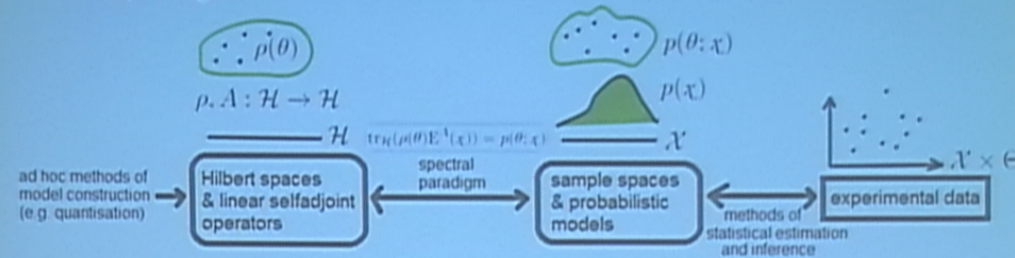 ρ(θ)
ρ, A : ℋ → ℋ
ℋ
ad hoc methods of
model construction
(e.g. quantisation)
Hilbert spaces
& linear selfadjoint
operators
tr_ℋ(ρ(θ)E^A(χ)) = p(θ; χ)
spectral
paradigm
p(θ; χ)
p(χ)
𝒳
sample spaces
& probabilistic
models
methods of
statistical estimation
and inference
𝒳 × Θ
experimental data